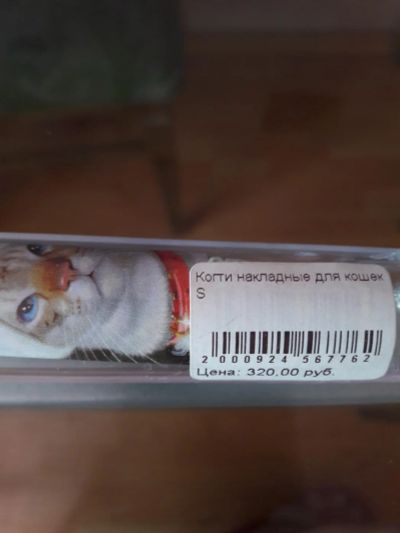 Когти накладные для кошек
S
2 000924 567762
Цена: 320,00 руб.